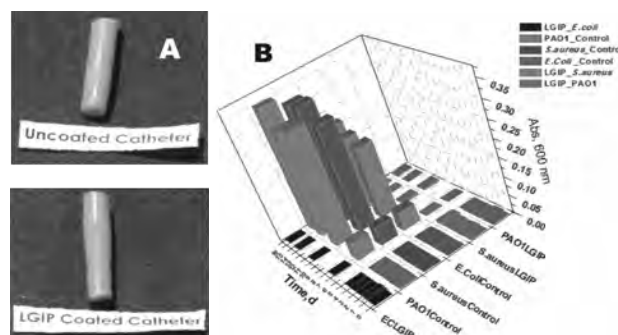 A
Uncoated Catheter
LGIP Coated Catheter
B
LGIP_E.coli
PAO1_Control
S.aureus_Control
E.Coli_Control
LGIP_S.aureus
LGIP_PAO1
0.35
0.30
0.25
0.20
0.15
0.10
0.05
0.00
Abs. 600 nm
PAO1LGIP
S.aureusLGIP
E.ColiControl
S.aureusControl
PAO1Control
ECLGIP
Time,d